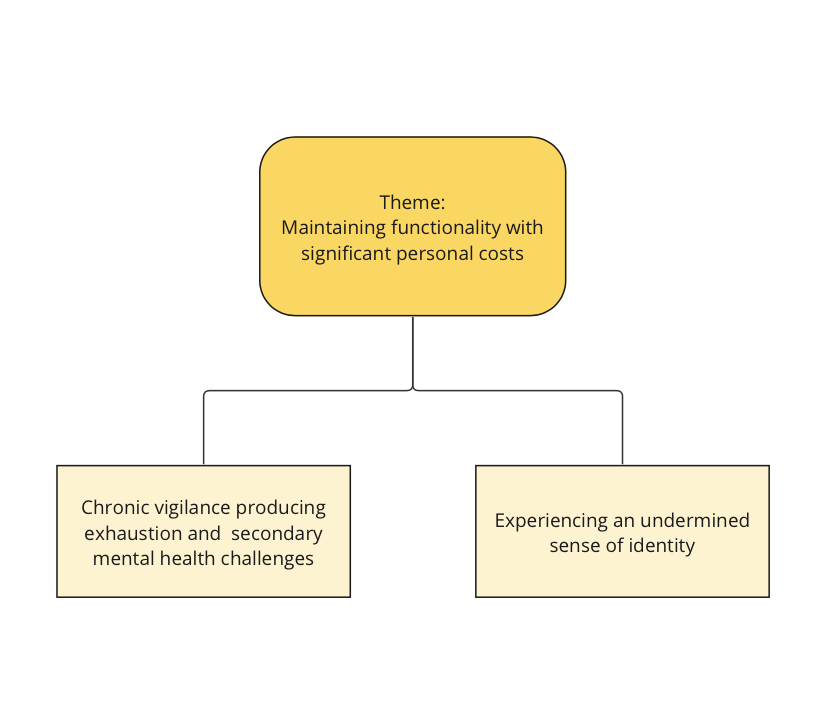 Theme:
Maintaining functionality with
significant personal costs
Chronic vigilance producing
exhaustion and  secondary
mental health challenges
Experiencing an undermined
sense of identity